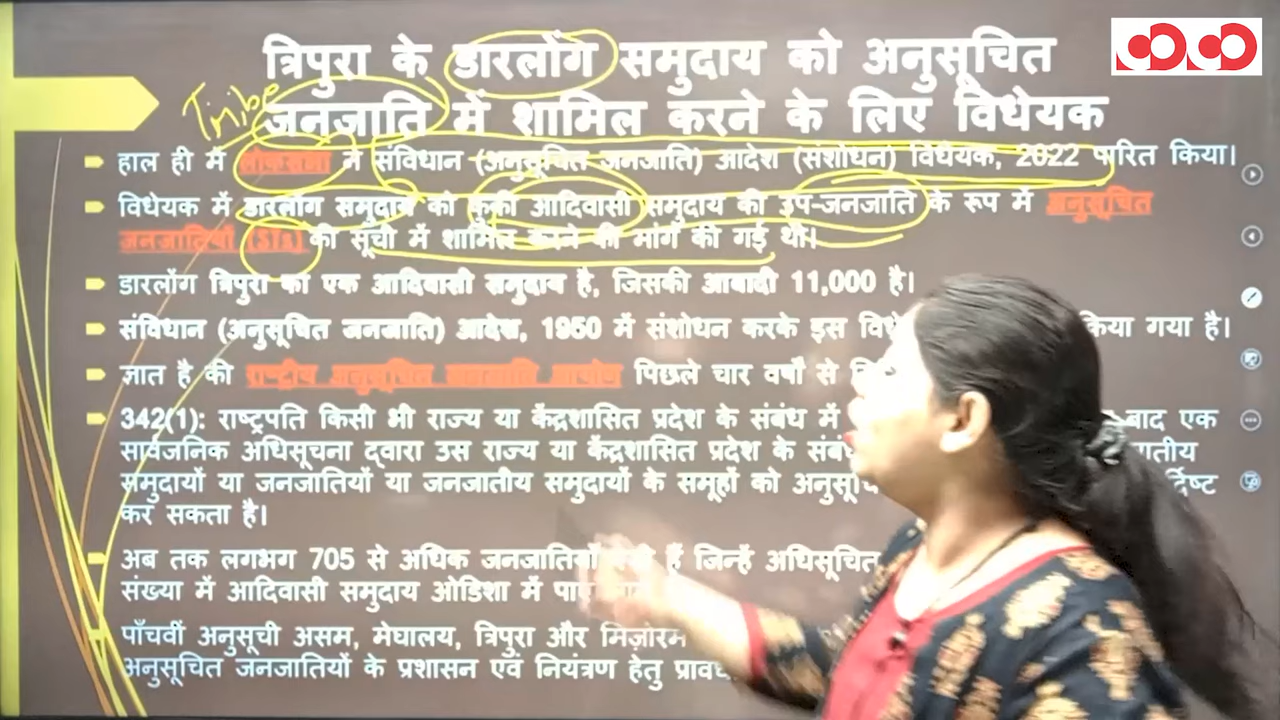 त्रिपुरा के डारलोंग समुदाय को अनुसूचित
Tribe
जनजाति में शामिल करने के लिए विधेयक
हाल ही में लोकसभा ने संविधान (अनुसूचित जनजाति) आदेश (संशोधन) विधेयक, 2022 पारित किया।
विधेयक में डारलोंग समुदाय को कुकी आदिवासी समुदाय की उप-जनजाति के रूप में अनुसूचित
जनजातियों (STs) की सूची में शामिल करने की मांग की गई थी।
डारलोंग त्रिपुरा का एक आदिवासी समुदाय है, जिसकी आबादी 11,000 है।
संविधान (अनुसूचित जनजाति) आदेश, 1950 में संशोधन करके इस किया गया है।
ज्ञात है की राष्ट्रीय अनुसूचित जनजाति आयोग पिछले चार वर्षों से
342(1): राष्ट्रपति किसी भी राज्य या केंद्रशासित प्रदेश के संबंध में बाद एक
सार्वजनिक अधिसूचना द्वारा उस राज्य या केंद्रशासित प्रदेश के
समुदायों या जनजातियों या जनजातीय समुदायों के समूहों को
कर सकता है।
अब तक लगभग 705 से अधिक जनजातियाँ हैं जिन्हें अधिसूचित
संख्या में आदिवासी समुदाय ओडिशा में
पाँचवीं अनुसूची असम, मेघालय, त्रिपुरा और मिज़ोरम
अनुसूचित जनजातियों के प्रशासन एवं नियंत्रण हेतु